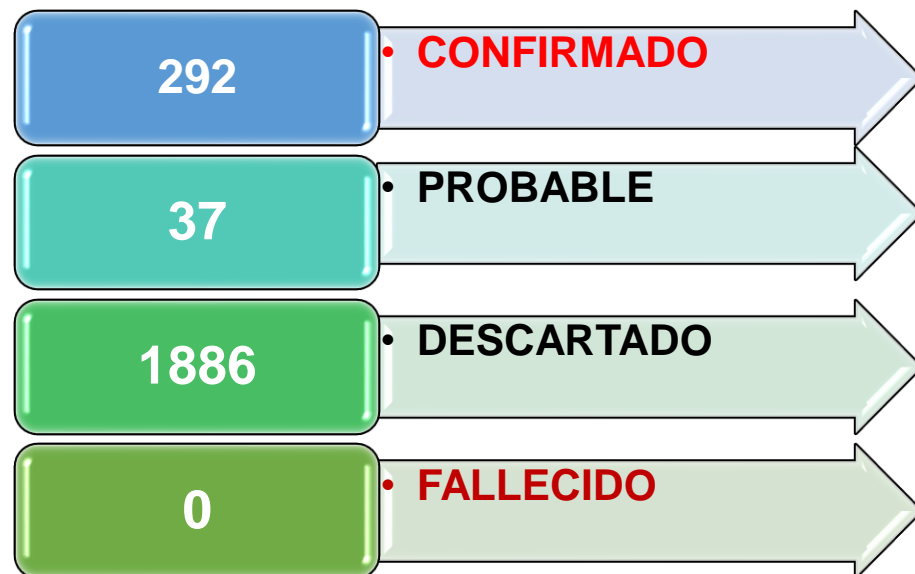 292
• CONFIRMADO
37
• PROBABLE
1886
• DESCARTADO
0
• FALLECIDO